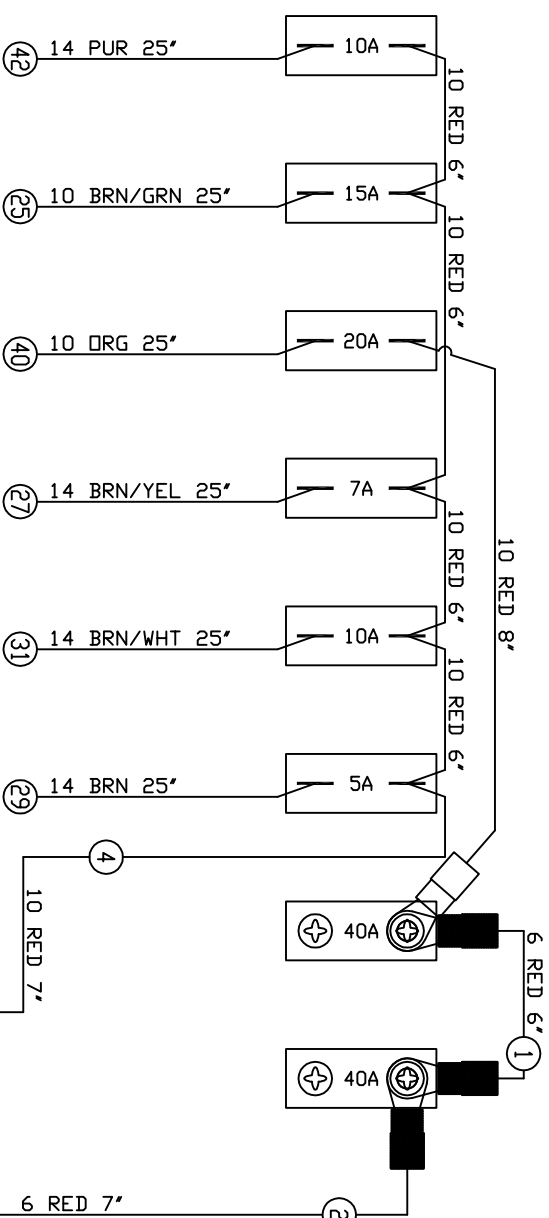 14 PUR 25"
42
10A
10 RED 6"
10 BRN/GRN 25"
25
15A
10 RED 6"
10 ORG 25"
40
20A
14 BRN/YEL 25"
27
7A
10 RED 6"
10 RED 8"
14 BRN/WHT 25"
31
10A
10 RED 6"
14 BRN 25"
29
5A
4
10 RED 7"
40A
6 RED 6"
1
40A
6 RED 7"